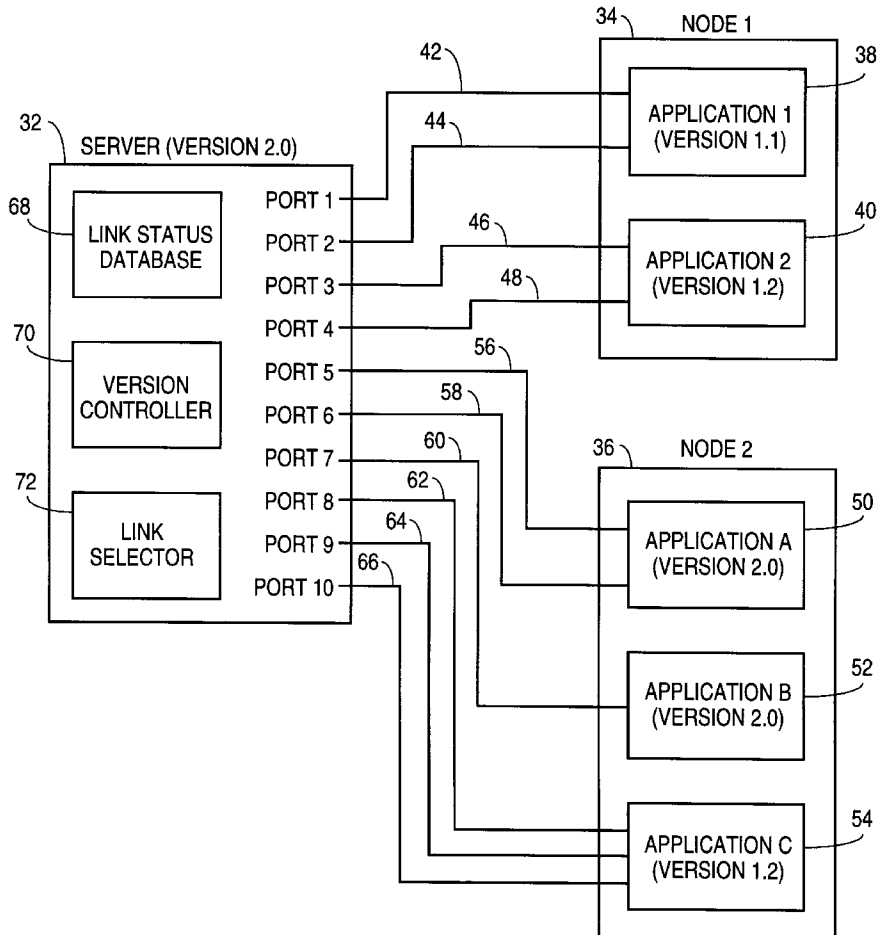 34
NODE 1
38
42
APPLICATION 1
(VERSION 1.1)
32
SERVER (VERSION 2.0)
44
PORT 1
68
LINK STATUS
DATABASE
PORT 2
46
40
APPLICATION 2
(VERSION 1.2)
PORT 3
48
PORT 4
70
56
PORT 5
VERSION
CONTROLLER
58
PORT 6
60
36
NODE 2
PORT 7
72
62
50
PORT 8
LINK
SELECTOR
64
APPLICATION A
(VERSION 2.0)
PORT 9
66
PORT 10
52
APPLICATION B
(VERSION 2.0)
54
APPLICATION C
(VERSION 1.2)